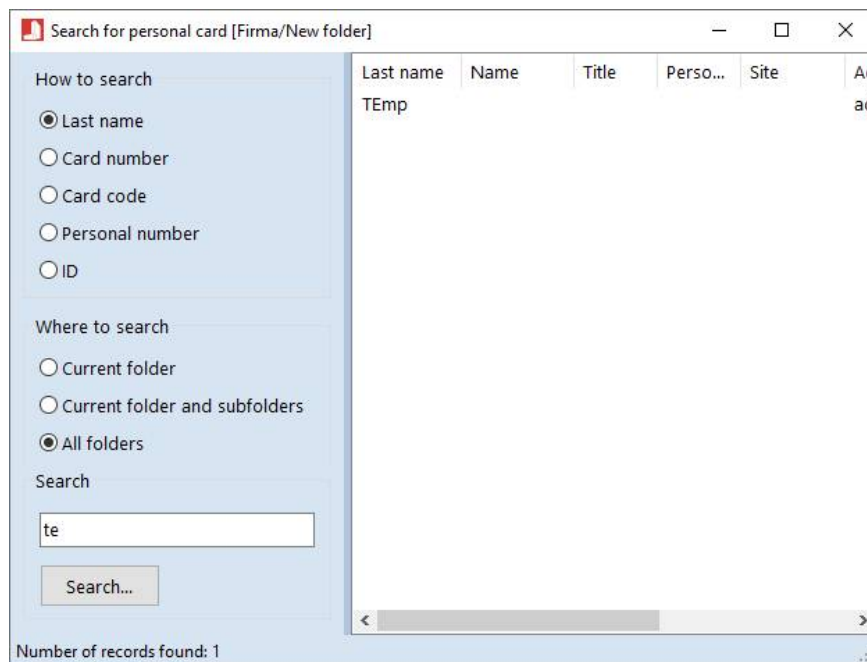 Search for personal card [Firma/New folder]
How to search
Last name
Card number
Card code
Personal number
ID
Where to search
Current folder
Current folder and subfolders
All folders
Search
te
Search...
Last name Name Title Perso... Site
TEmp
Number of records found: 1